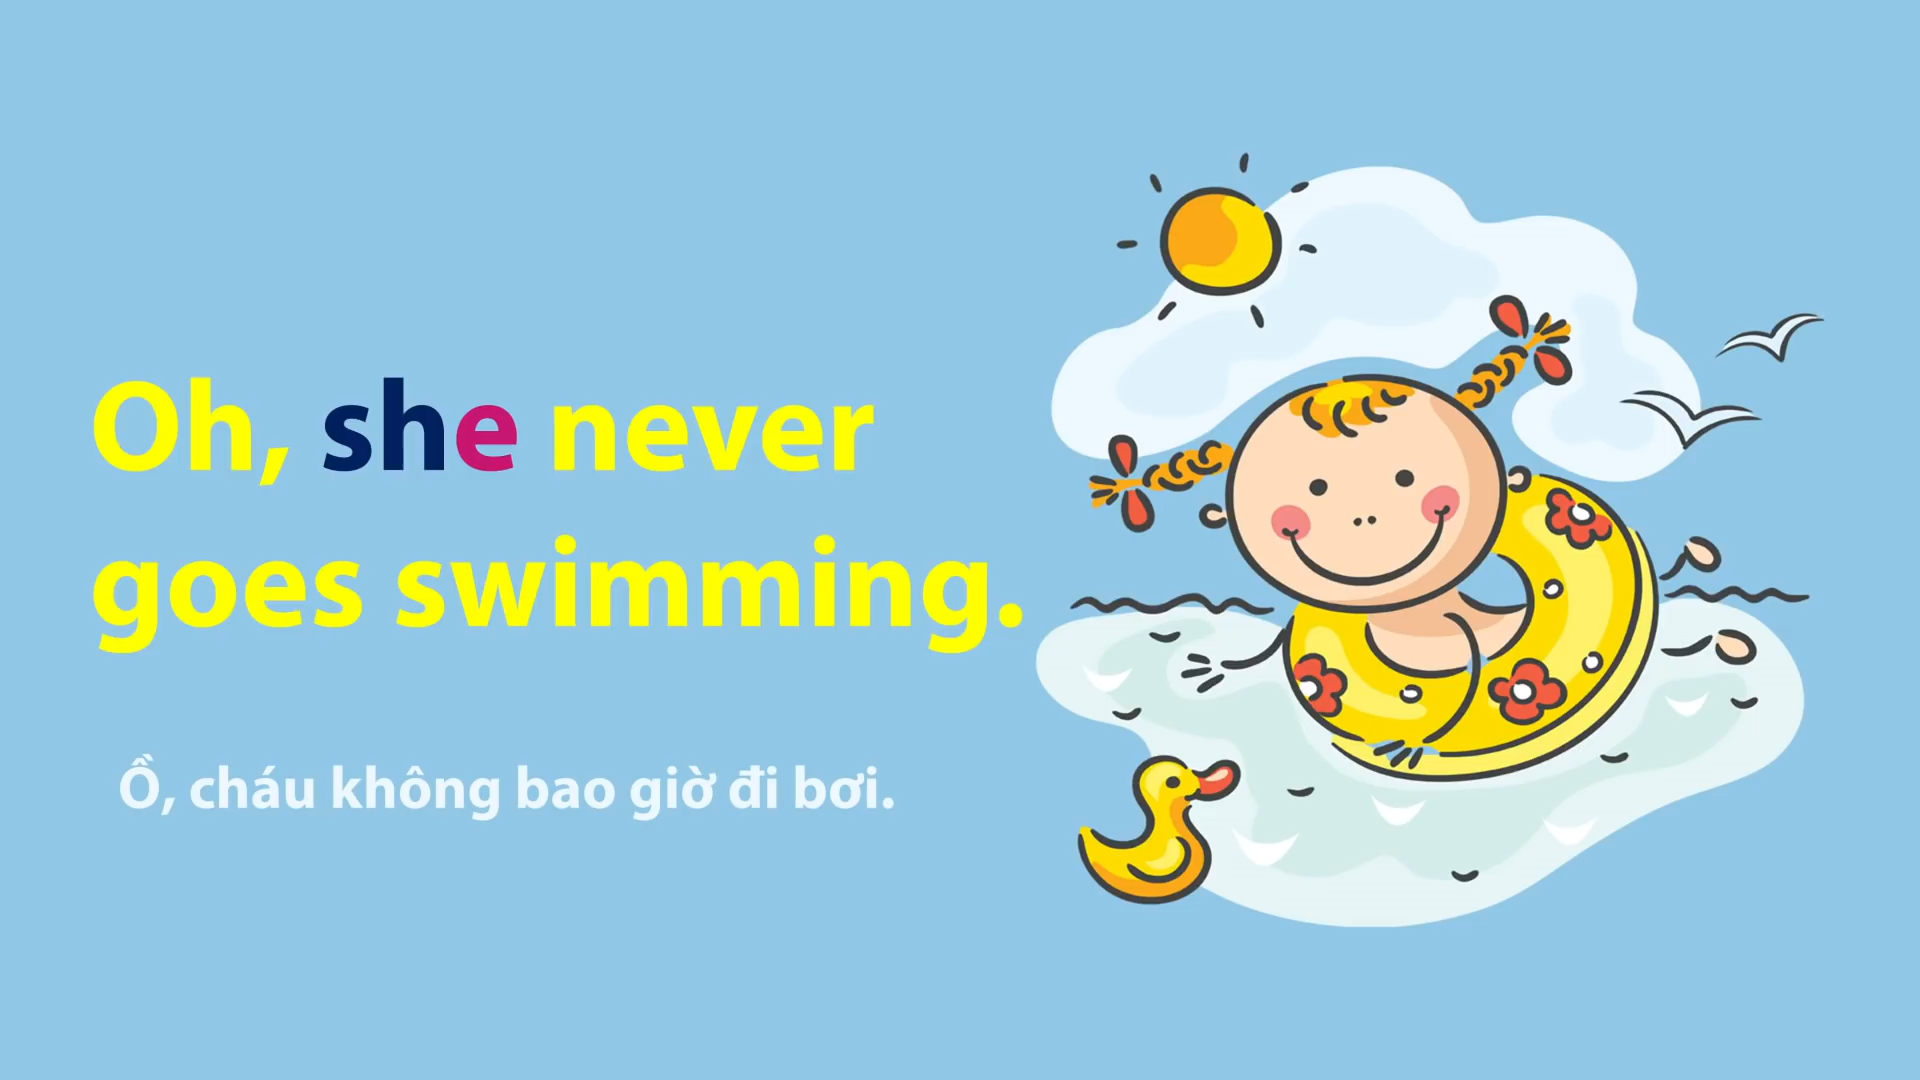 Oh, she never
goes swimming.
Ồ, cháu không bao giờ đi bơi.